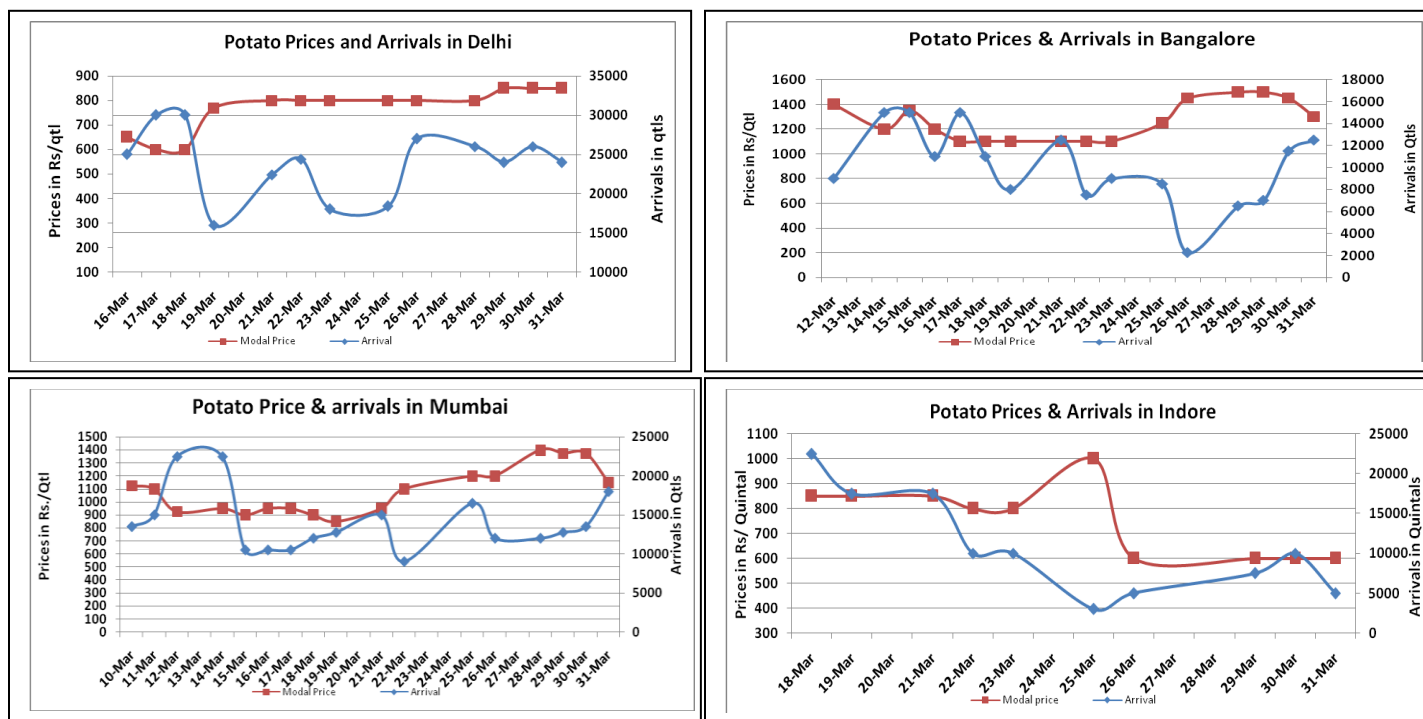 Potato Prices and Arrivals in Delhi
Prices in Rs/qtl
900
800
700
600
500
400
300
200
100
35000
30000
25000
20000
15000
10000
Arrivals in qtls
16-Mar
17-Mar
18-Mar
19-Mar
20-Mar
21-Mar
22-Mar
23-Mar
24-Mar
25-Mar
26-Mar
27-Mar
28-Mar
29-Mar
30-Mar
31-Mar
Modal Price
Arrival
Potato Prices & Arrivals in Bangalore
Prices in Rs/Qtl
1600
1400
1200
1000
800
600
400
200
0
18000
16000
14000
12000
10000
8000
6000
4000
2000
0
Arrivals in Qtls
12-Mar
13-Mar
14-Mar
15-Mar
16-Mar
17-Mar
18-Mar
19-Mar
20-Mar
21-Mar
22-Mar
23-Mar
24-Mar
25-Mar
26-Mar
27-Mar
28-Mar
29-Mar
30-Mar
31-Mar
Modal Price
Arrival
Potato Price & arrivals in Mumbai
Prices in Rs./Qtl
1500
1400
1300
1200
1100
1000
900
800
700
600
500
400
300
200
100
0
25000
20000
15000
10000
5000
0
Arrivals in Qtls
10-Mar
11-Mar
12-Mar
13-Mar
14-Mar
15-Mar
16-Mar
17-Mar
18-Mar
19-Mar
20-Mar
21-Mar
22-Mar
23-Mar
24-Mar
25-Mar
26-Mar
27-Mar
28-Mar
29-Mar
30-Mar
31-Mar
Modal Price
Arrival
Potato Prices & Arrivals in Indore
Prices in Rs/ Quintal
1100
1000
900
800
700
600
500
400
300
25000
20000
15000
10000
5000
0
Arrivals in Quintals
18-Mar
19-Mar
20-Mar
21-Mar
22-Mar
23-Mar
24-Mar
25-Mar
26-Mar
27-Mar
28-Mar
29-Mar
30-Mar
31-Mar
Modal price
Arrival